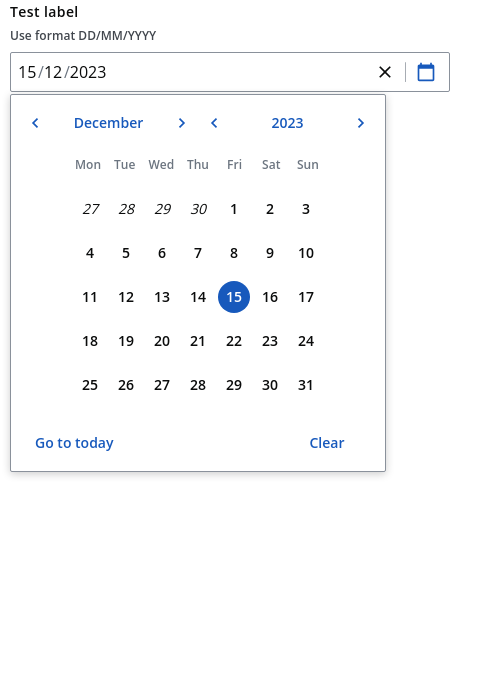 Test label
Use format DD/MM/YYYY
15/12/2023
December 2023
Mon Tue Wed Thu Fri Sat Sun
27 28 29 30 1 2 3
4 5 6 7 8 9 10
11 12 13 14 15 16 17
18 19 20 21 22 23 24
25 26 27 28 29 30 31
Go to today Clear